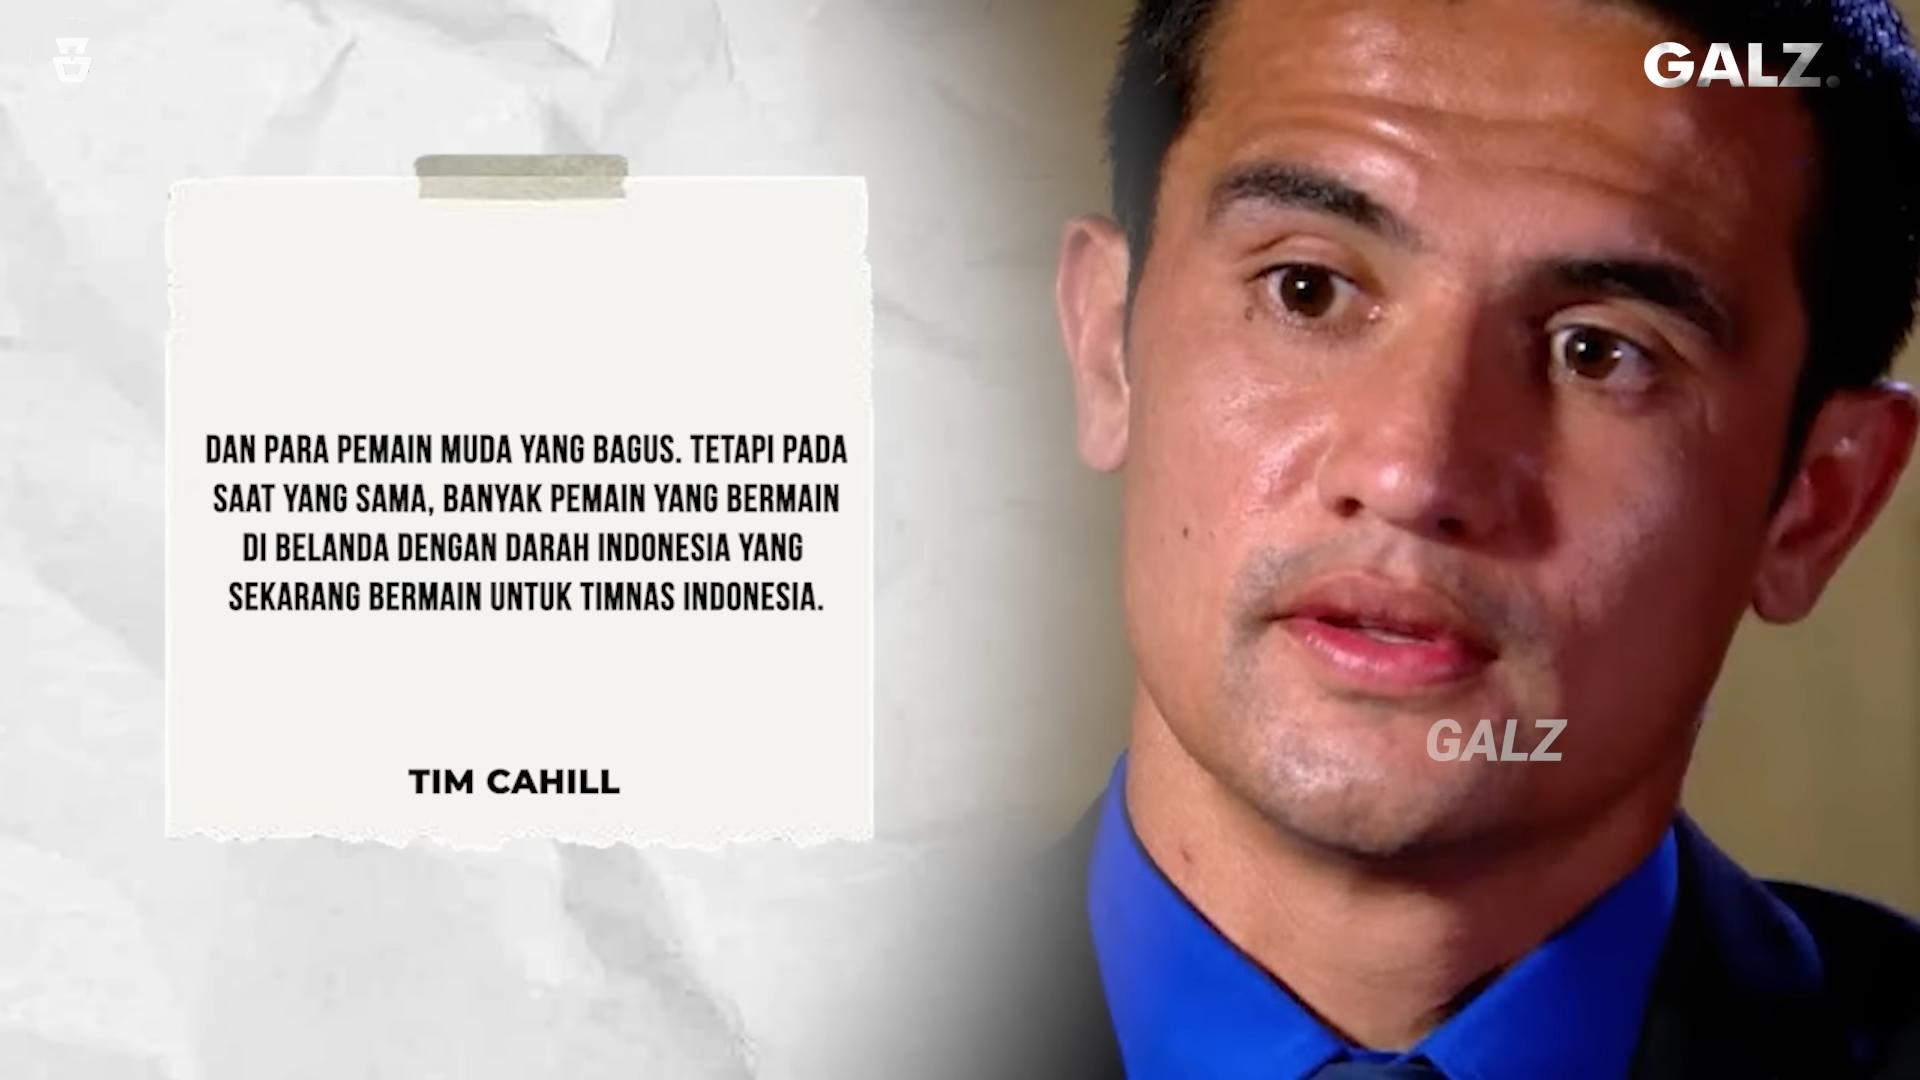 GALZ.
DAN PARA PEMAIN MUDA YANG BAGUS. TETAPI PADA
SAAT YANG SAMA, BANYAK PEMAIN YANG BERMAIN
DI BELANDA DENGAN DARAH INDONESIA YANG
SEKARANG BERMAIN UNTUK TIMNAS INDONESIA.
GALZ
TIM CAHILL